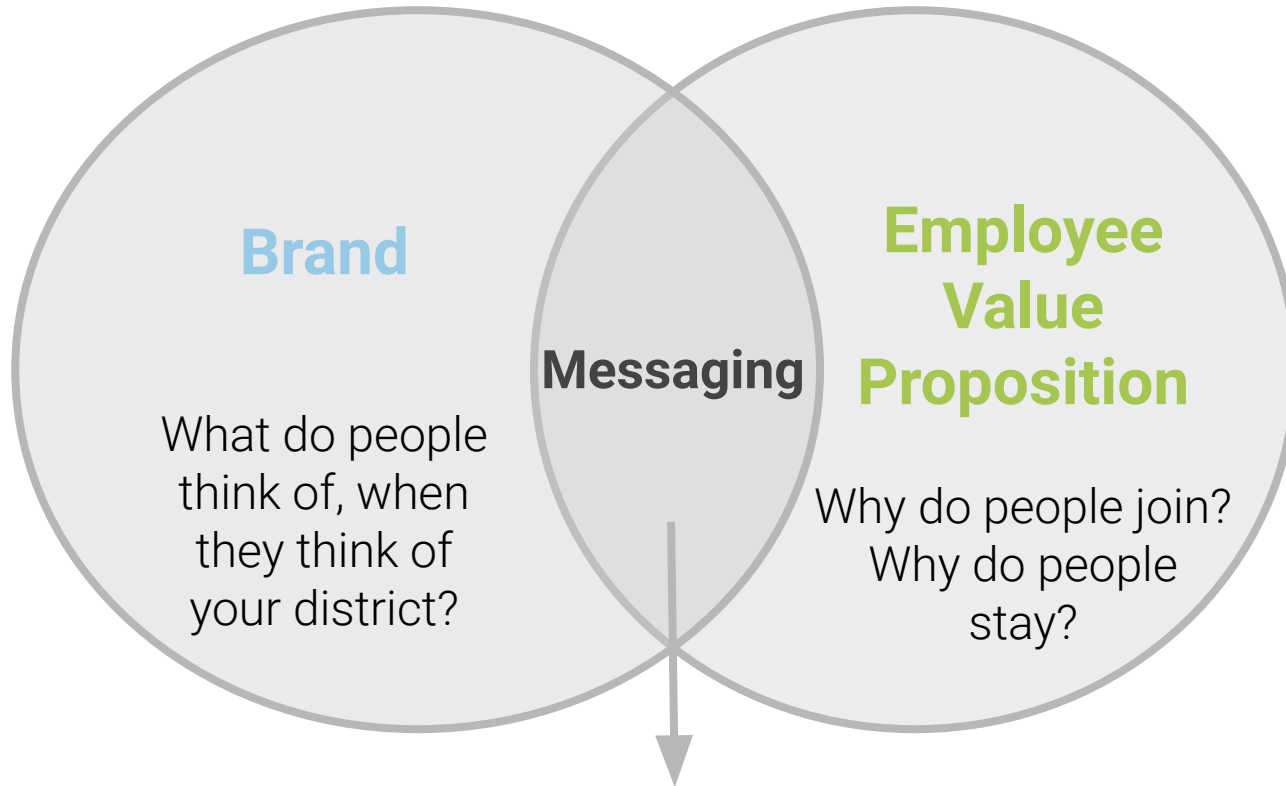 Brand
What do people
think of, when
they think of
your district?
Messaging
Employee
Value
Proposition
Why do people join?
Why do people
stay?